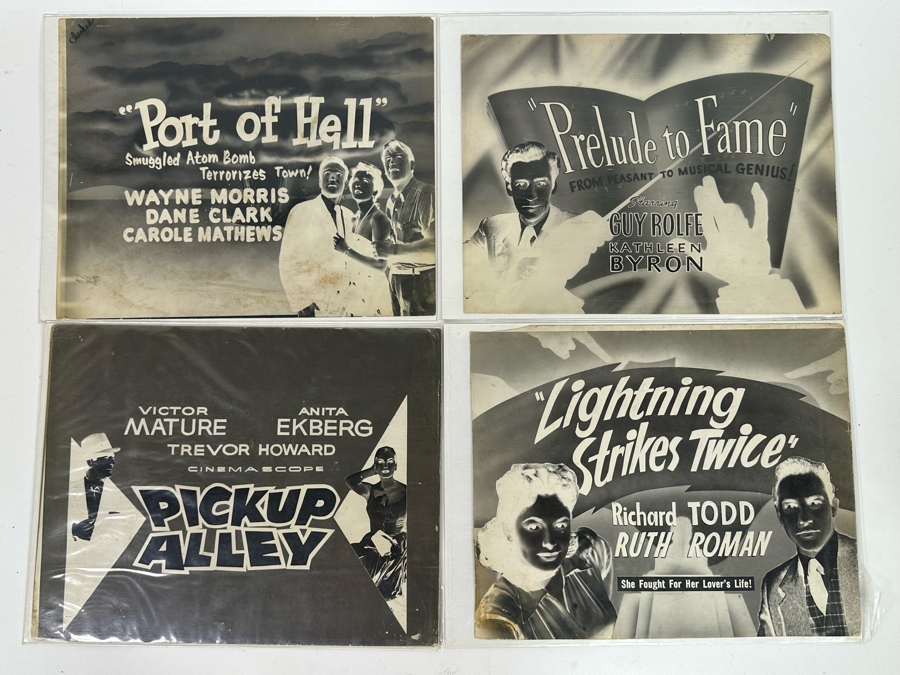 "Port of Hell"
Smuggled Atom Bomb
Terrorizes Town!
WAYNE MORRIS
DANE CLARK
CAROLE MATHEWS
"Prelude to Fame"
FROM PEASANT TO MUSICAL GENIUS!
Starring
GUY ROLFE
KATHLEEN
BYRON
VICTOR
MATURE
ANITA
EKBERG
TREVOR HOWARD
CINEMASCOPE
PICKUP
ALLEY
"Lightning
Strikes Twice"
Richard TODD
RUTH ROMAN
She Fought For Her Lover's Life!